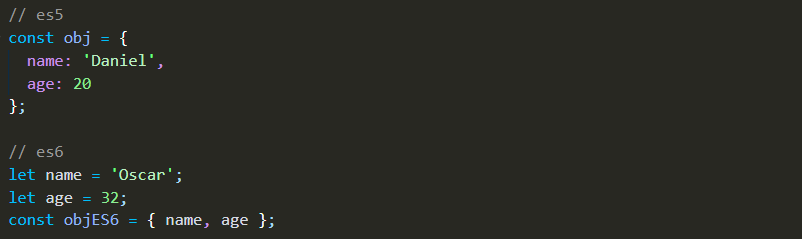 // es5
const obj = {
  name: 'Daniel',
  age: 20
};

// es6
let name = 'Oscar';
let age = 32;
const objES6 = { name, age };